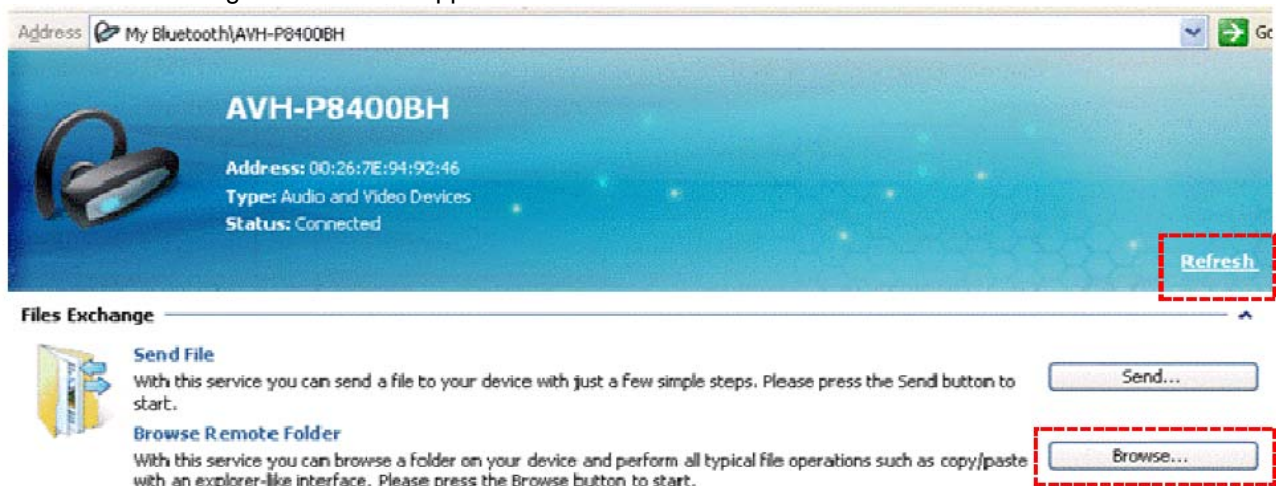 Address My Bluetooth\AVH-P8400BH Go
AVH-P8400BH
Address: 00:26:7E:94:92:46
Type: Audio and Video Devices
Status: Connected
Refresh
Files Exchange
Send File
With this service you can send a file to your device with just a few simple steps. Please press the Send button to
start.
Send...
Browse Remote Folder
With this service you can browse a folder on your device and perform all typical file operations such as copy/paste
with an explorer-like interface. Please press the Browse button to start.
Browse...